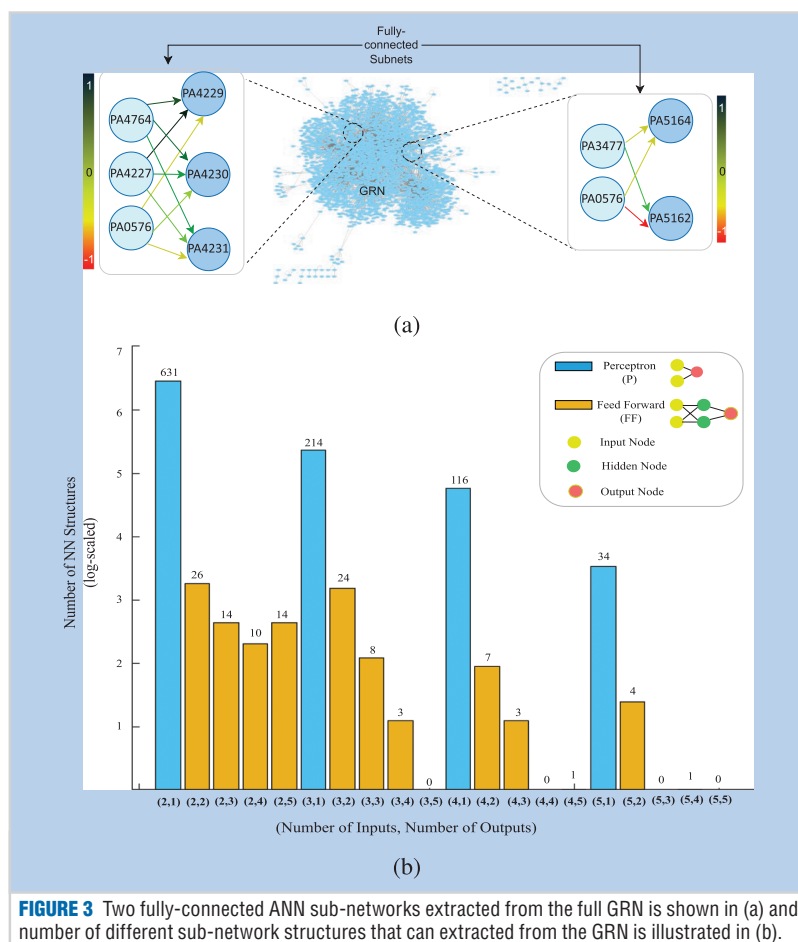 Fully-
connected
Subnets
1
0
-1
PA4764
PA4227
PA0576
PA4229
PA4230
PA4231
GRN
PA3477
PA0576
PA5164
PA5162
1
0
-1
(a)
Number of NN Structures
(log-scaled)
7
6
5
4
3
2
1
631
26
14
10
14
214
24
8
3
0
116
7
3
0
1
34
4
0
1
0
Perceptron
(P)
Feed Forward
(FF)
Input Node
Hidden Node
Output Node
(2,1) (2,2) (2,3) (2,4) (2,5) (3,1) (3,2) (3,3) (3,4) (3,5) (4,1) (4,2) (4,3) (4,4) (4,5) (5,1) (5,2) (5,3) (5,4) (5,5)
(Number of Inputs, Number of Outputs)
(b)
FIGURE 3 Two fully-connected ANN sub-networks extracted from the full GRN is shown in (a) and
number of different sub-network structures that can extracted from the GRN is illustrated in (b).